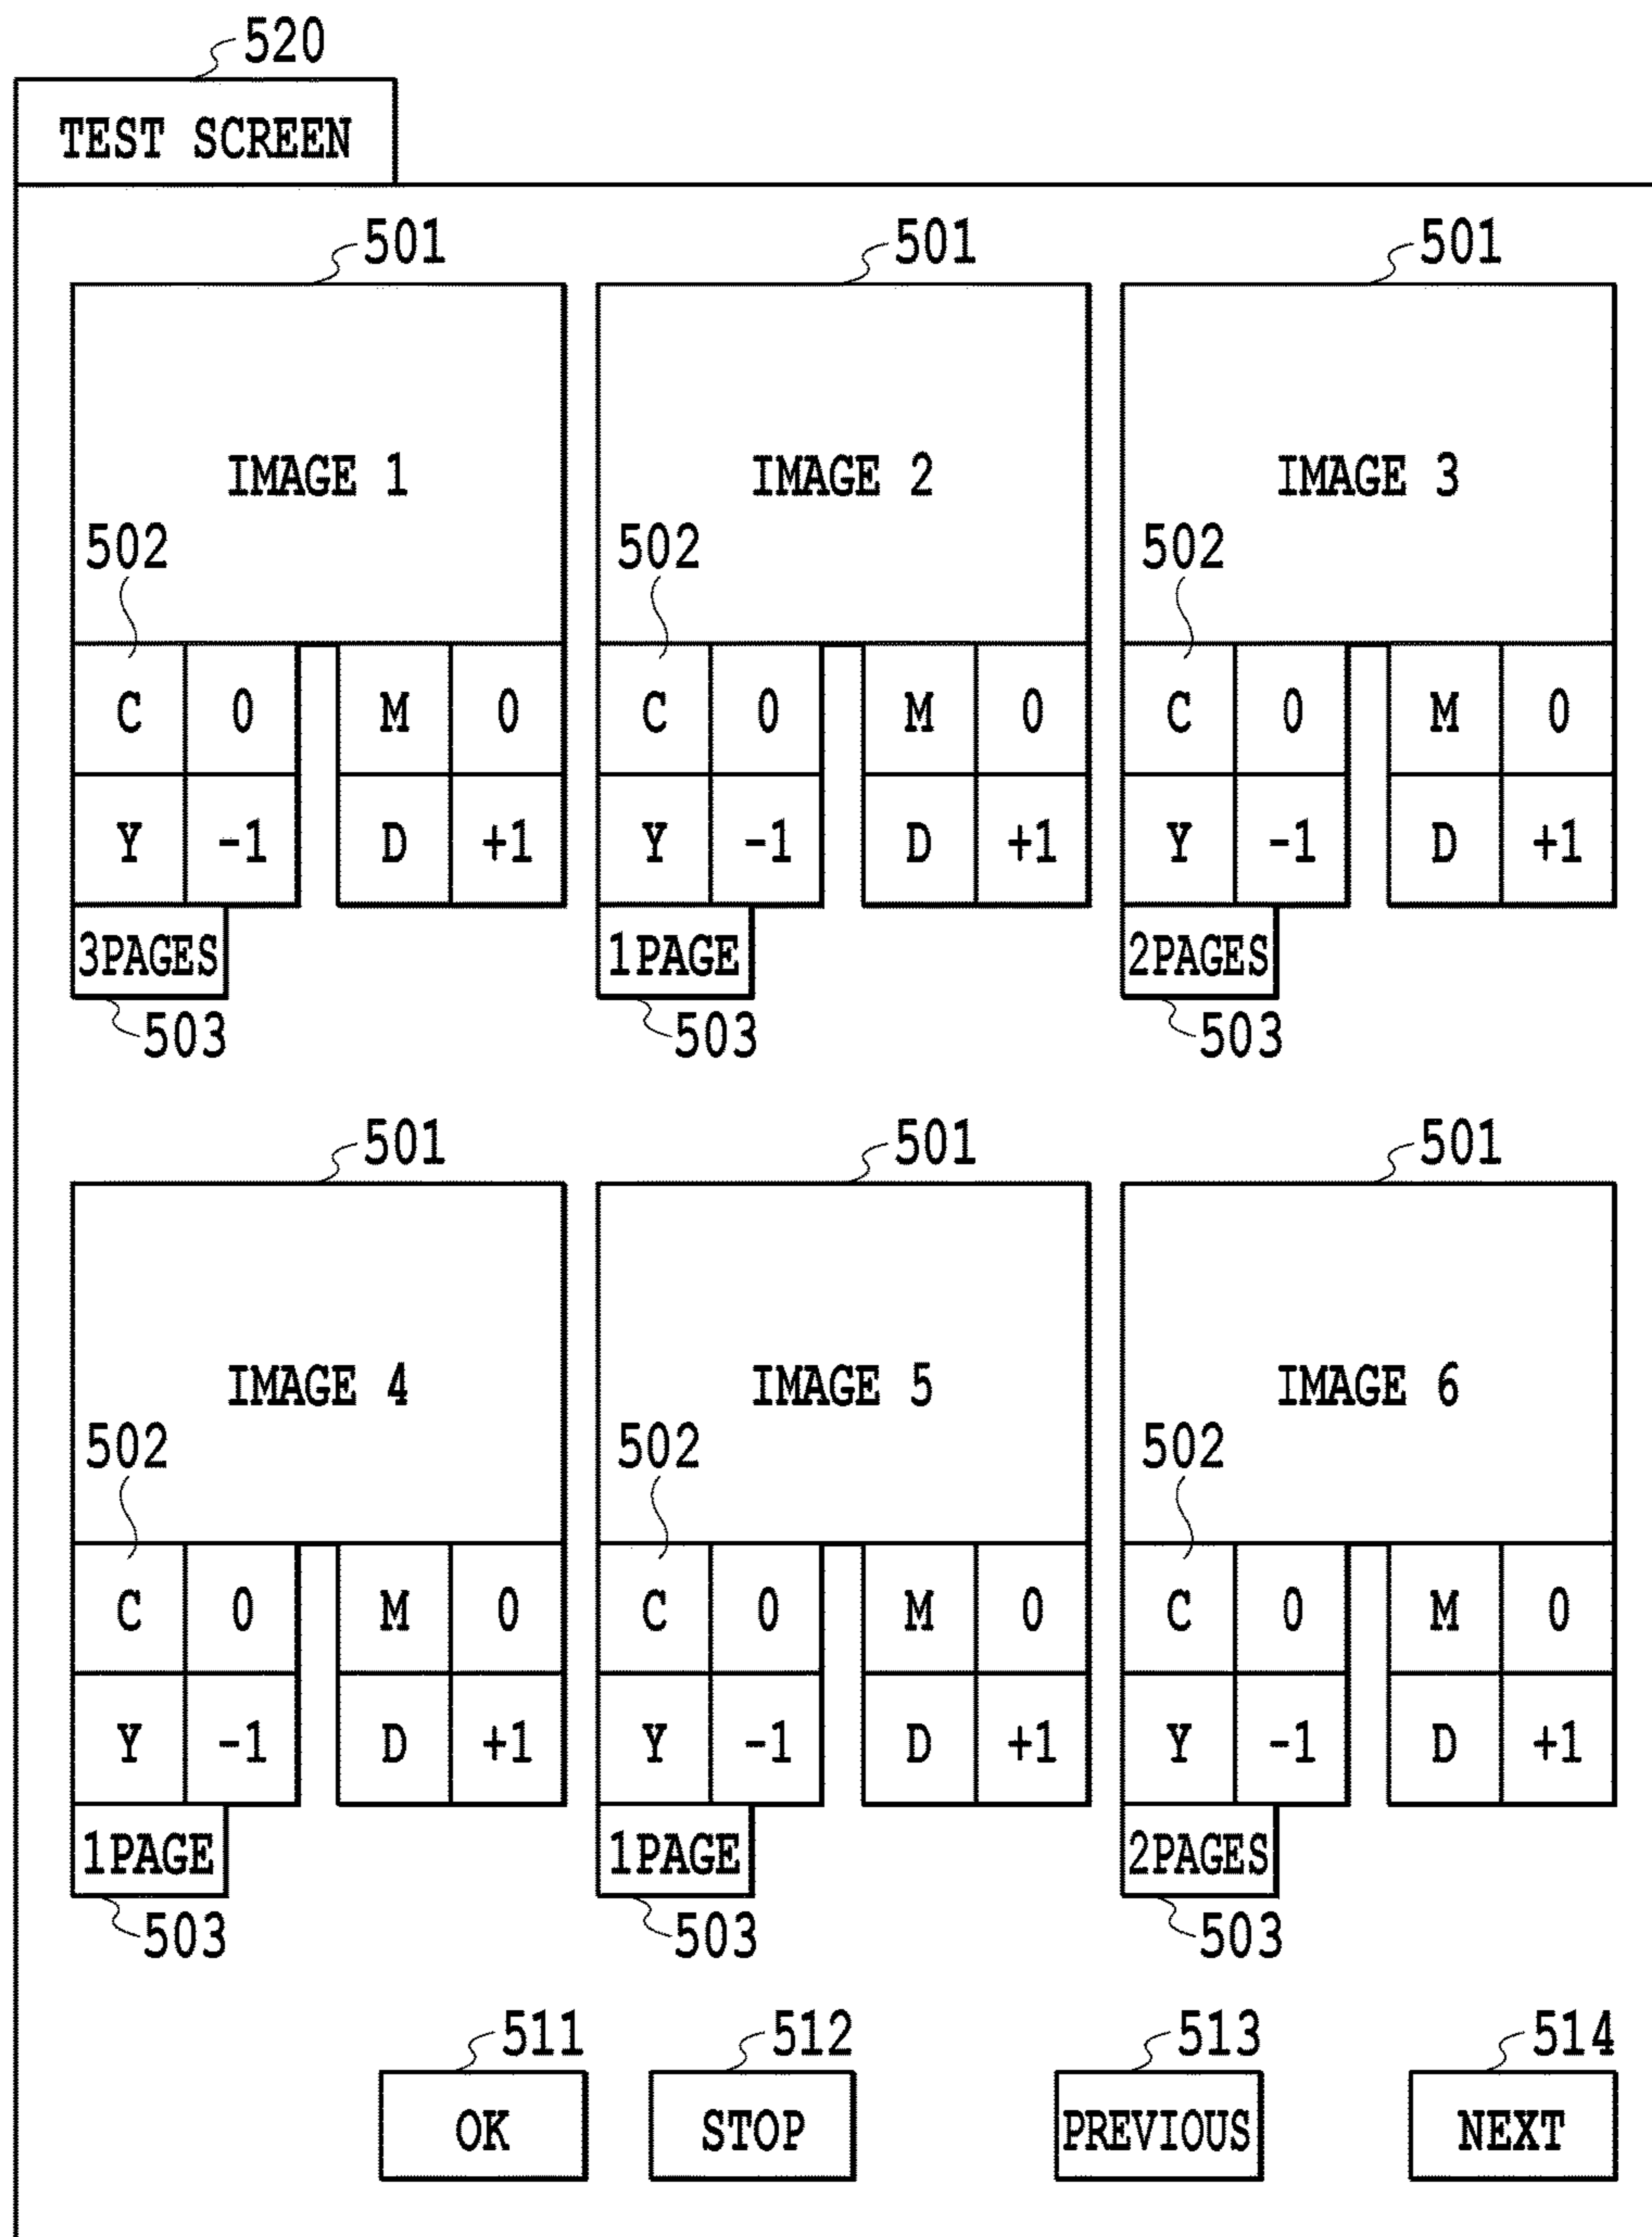 520
TEST SCREEN
501 501 501
IMAGE 1 IMAGE 2 IMAGE 3
502 502 502
C 0 M 0 C 0 M 0 C 0 M 0
Y -1 D +1 Y -1 D +1 Y -1 D +1
3PAGES 1PAGE 2PAGES
503 503 503
501 501 501
IMAGE 4 IMAGE 5 IMAGE 6
502 502 502
C 0 M 0 C 0 M 0 C 0 M 0
Y -1 D +1 Y -1 D +1 Y -1 D +1
1PAGE 1PAGE 2PAGES
503 503 503
511 512 513 514
OK STOP PREVIOUS NEXT